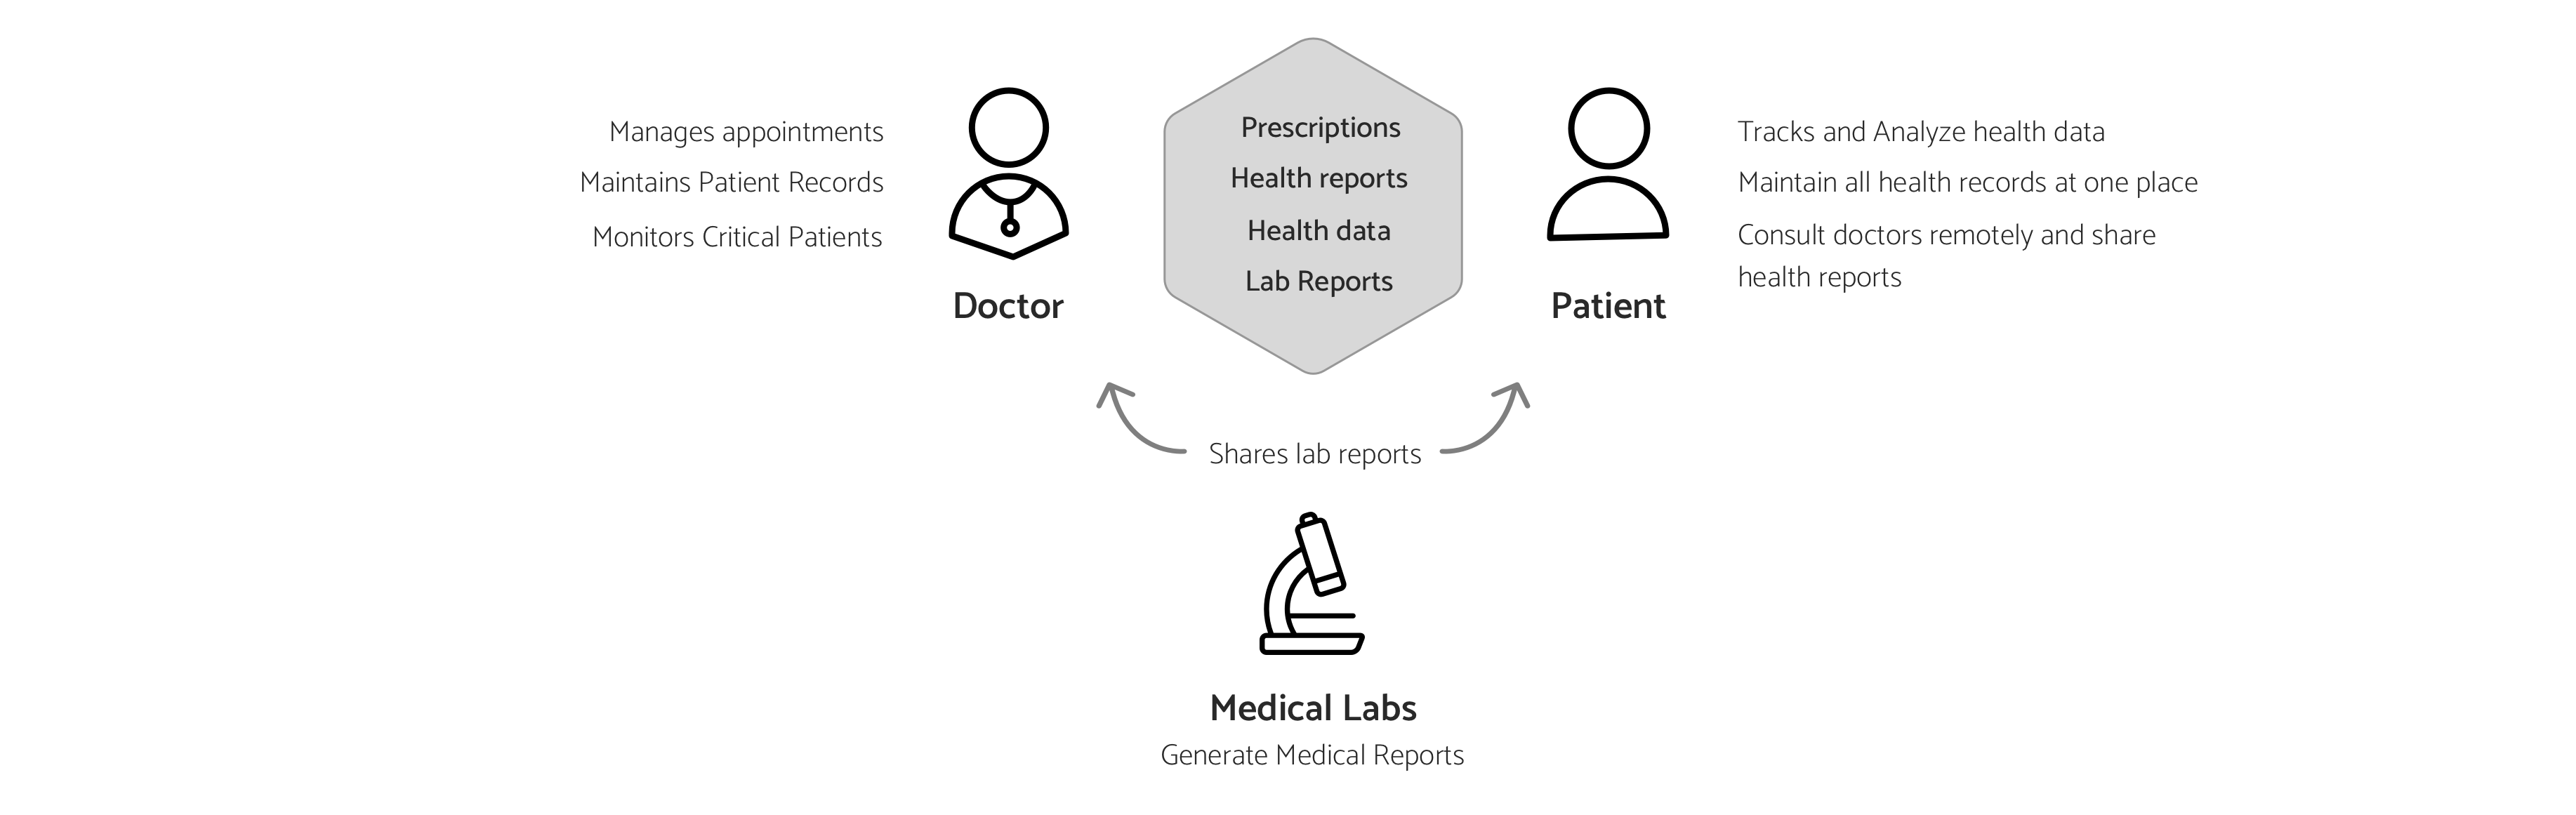 Manages appointments
Maintains Patient Records
Monitors Critical Patients
Doctor
Prescriptions
Health reports
Health data
Lab Reports
Patient
Tracks and Analyze health data
Maintain all health records at one place
Consult doctors remotely and share
health reports
Shares lab reports
Medical Labs
Generate Medical Reports